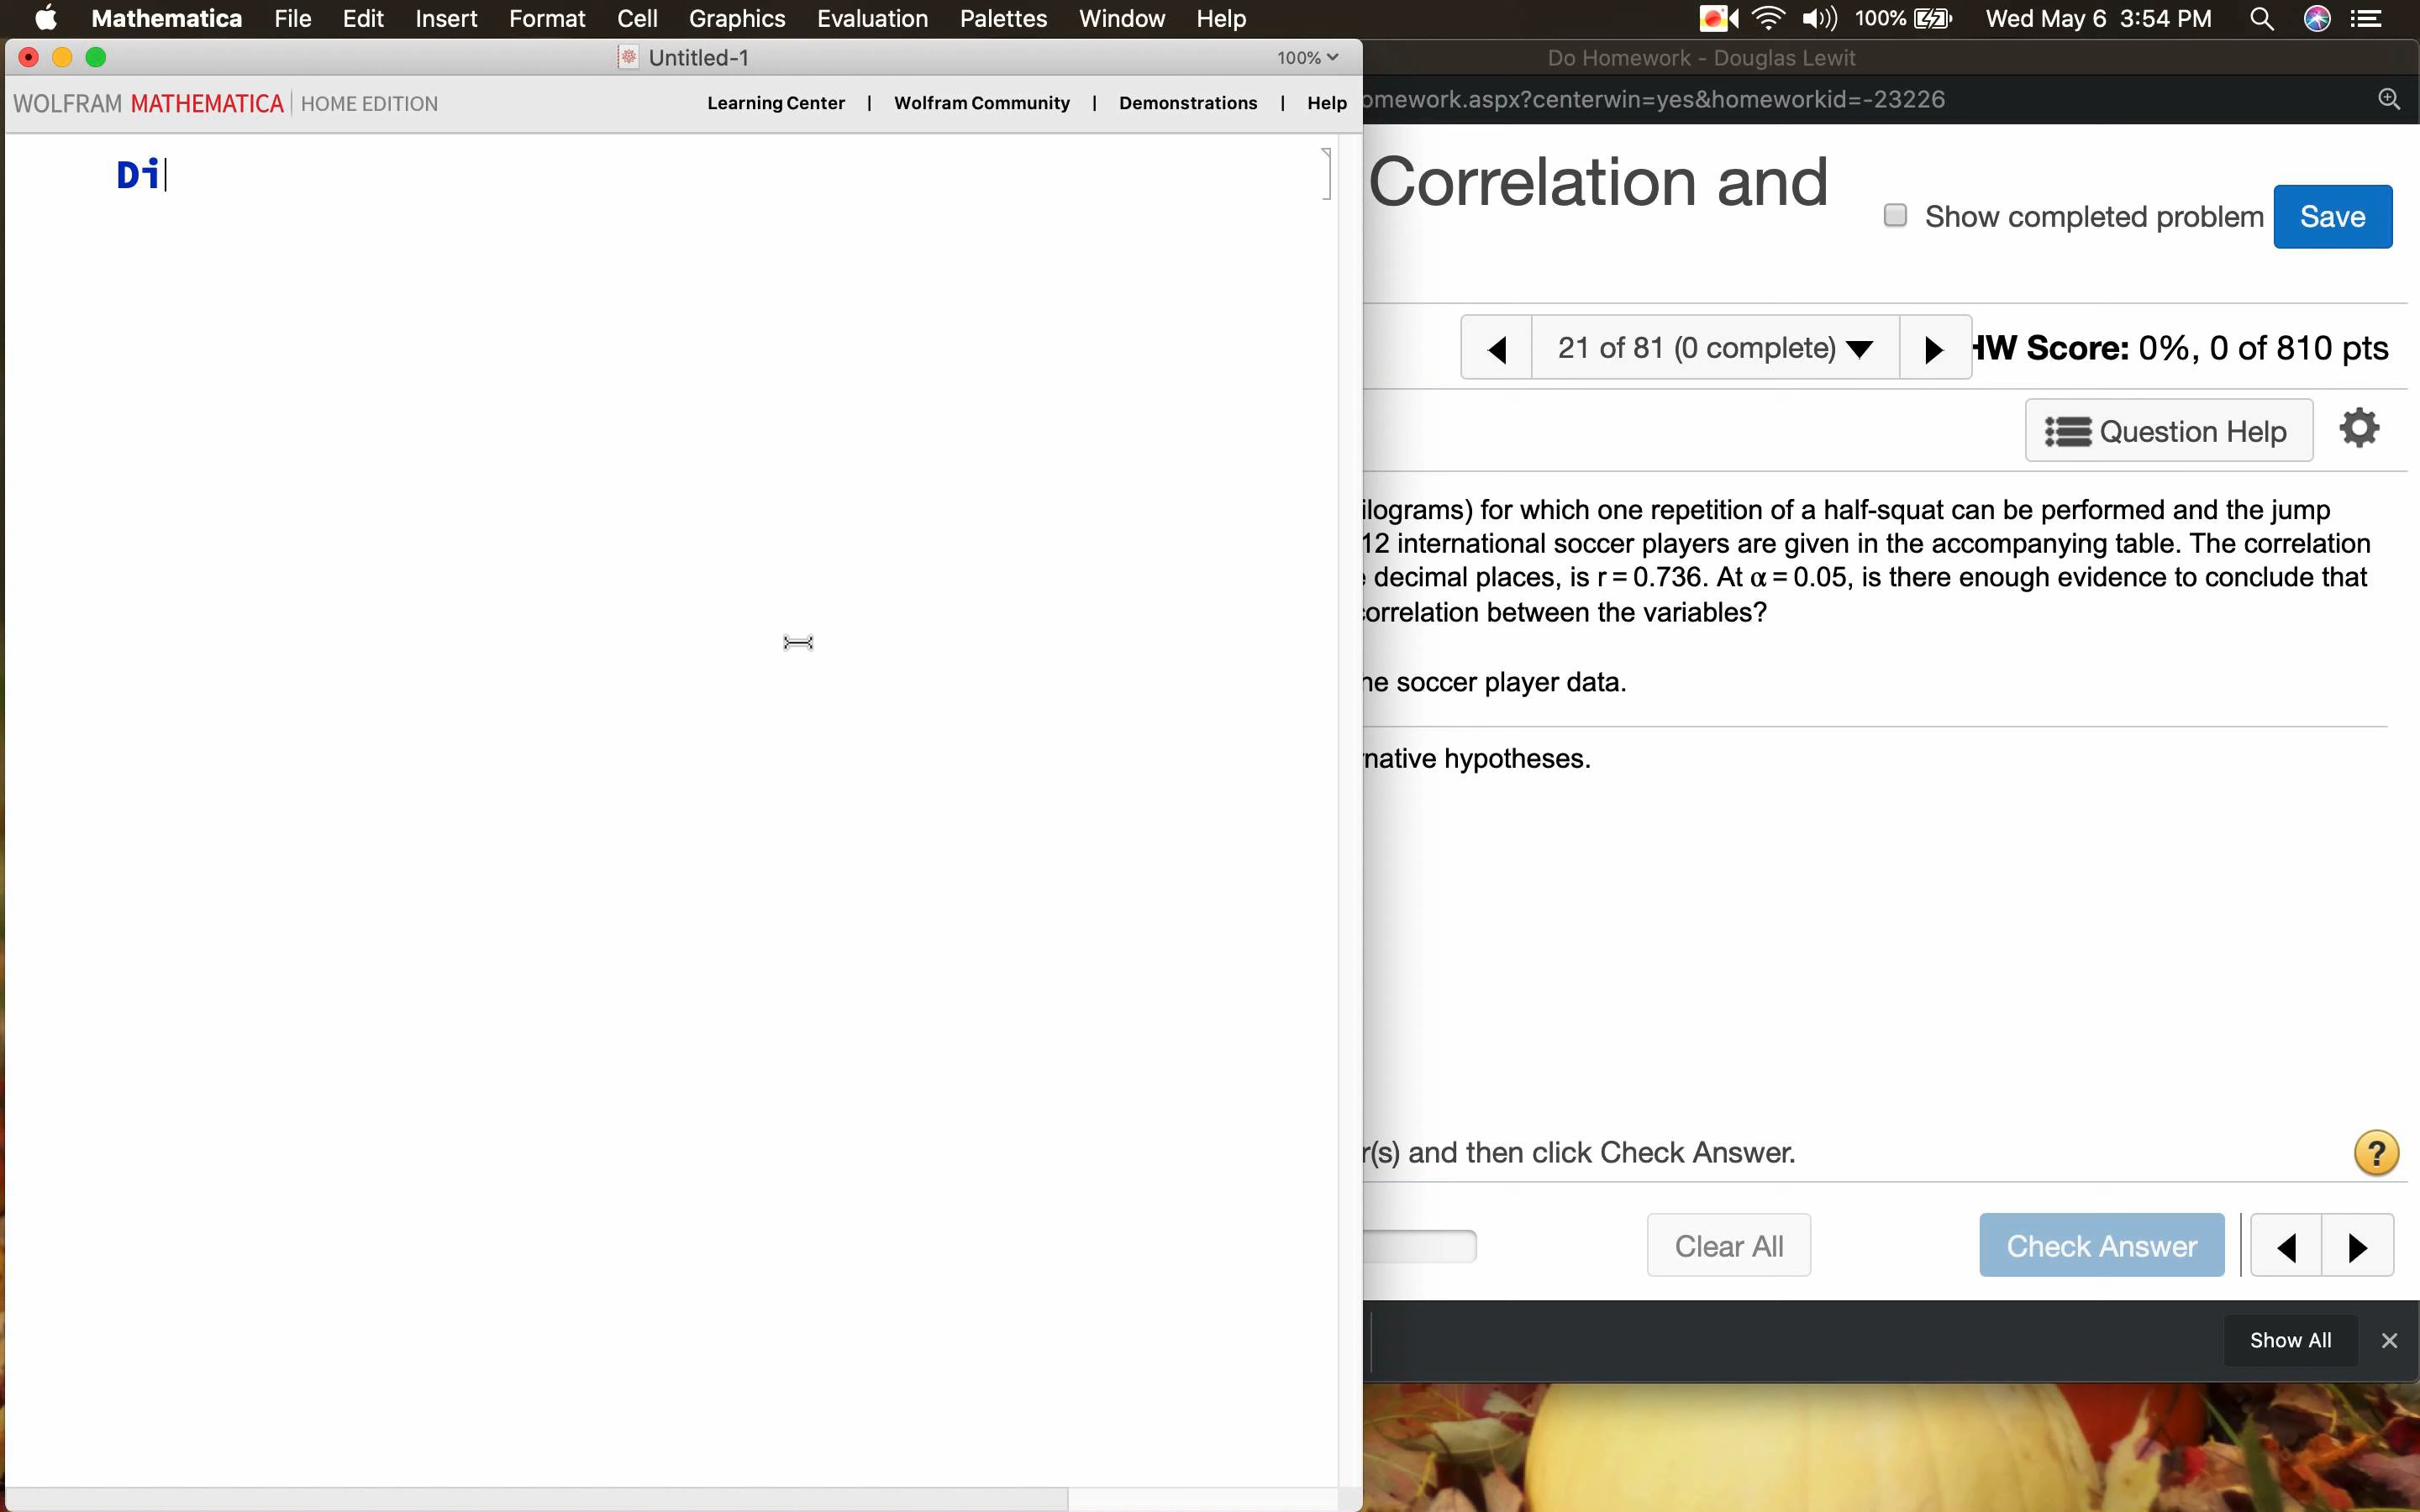 Mathematica File Edit Insert Format Cell Graphics Evaluation Palettes Window Help 100% Wed May 6 3:54 PM
Untitled-1 100%
Do Homework - Douglas Lewit
WOLFRAM MATHEMATICA | HOME EDITION Learning Center | Wolfram Community | Demonstrations | Help
omework.aspx?centerwin=yes&homeworkid=-23226
Di
Correlation and
Show completed problem Save
21 of 81 (0 complete) HW Score: 0%, 0 of 810 pts
Question Help
ilograms) for which one repetition of a half-squat can be performed and the jump
12 international soccer players are given in the accompanying table. The correlation
decimal places, is r = 0.736. At α = 0.05, is there enough evidence to conclude that
correlation between the variables?
he soccer player data.
rnative hypotheses.
r(s) and then click Check Answer.
?
Clear All Check Answer
Show All